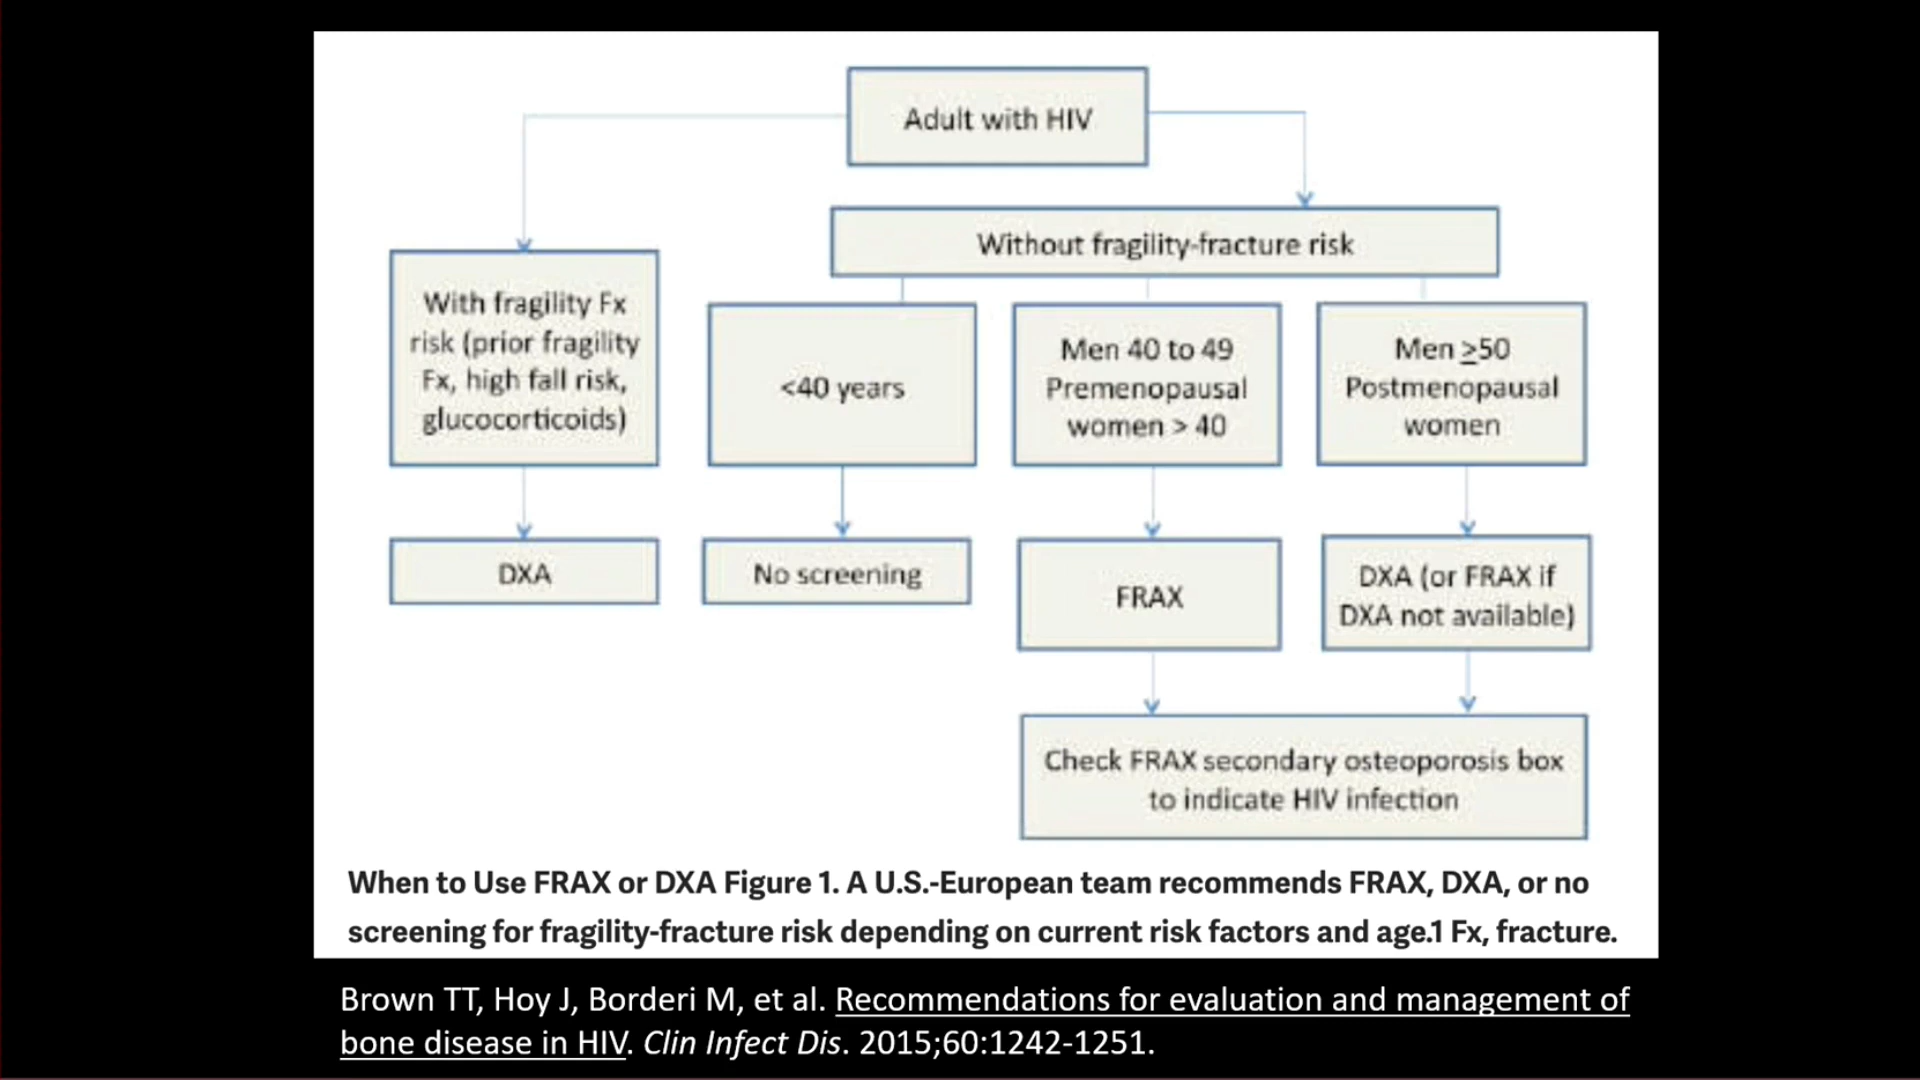 Adult with HIV
Without fragility-fracture risk
With fragility Fx
risk (prior fragility
Fx, high fall risk,
glucocorticoids)
<40 years
Men 40 to 49
Premenopausal
women > 40
Men ≥50
Postmenopausal
women
DXA
No screening
FRAX
DXA (or FRAX if
DXA not available)
Check FRAX secondary osteoporosis box
to indicate HIV infection
When to Use FRAX or DXA Figure 1. A U.S.-European team recommends FRAX, DXA, or no
screening for fragility-fracture risk depending on current risk factors and age.1 Fx, fracture.
Brown TT, Hoy J, Borderi M, et al. Recommendations for evaluation and management of
bone disease in HIV. Clin Infect Dis. 2015;60:1242-1251.